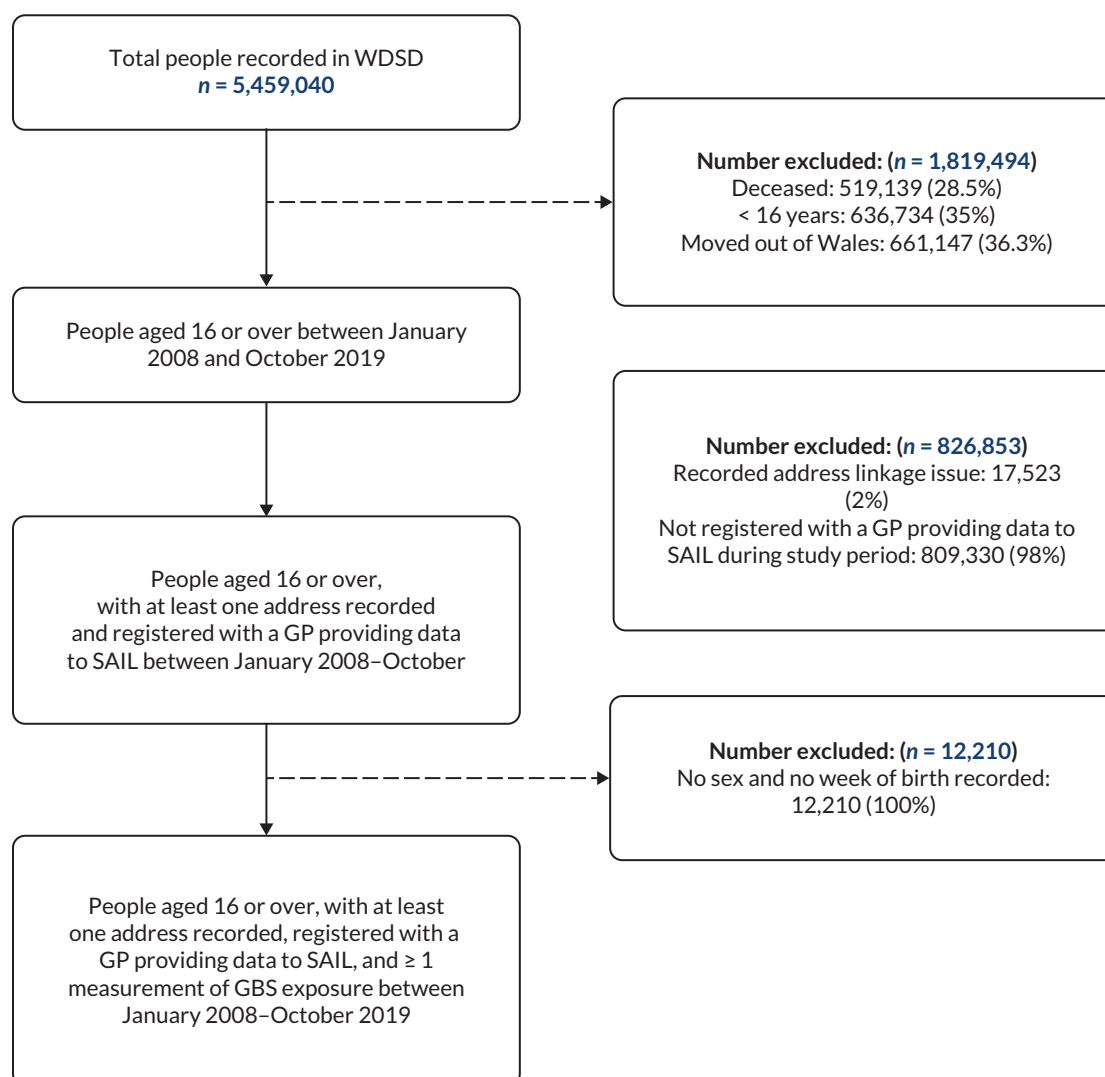 Total people recorded in WDSD
n = 5,459,040
Number excluded: (n = 1,819,494)
Deceased: 519,139 (28.5%)
< 16 years: 636,734 (35%)
Moved out of Wales: 661,147 (36.3%)
People aged 16 or over between January
2008 and October 2019
Number excluded: (n = 826,853)
Recorded address linkage issue: 17,523
(2%)
Not registered with a GP providing data to
SAIL during study period: 809,330 (98%)
People aged 16 or over,
with at least one address recorded
and registered with a GP providing data
to SAIL between January 2008–October
Number excluded: (n = 12,210)
No sex and no week of birth recorded:
12,210 (100%)
People aged 16 or over, with at least
one address recorded, registered with a
GP providing data to SAIL, and ≥ 1
measurement of GBS exposure between
January 2008–October 2019